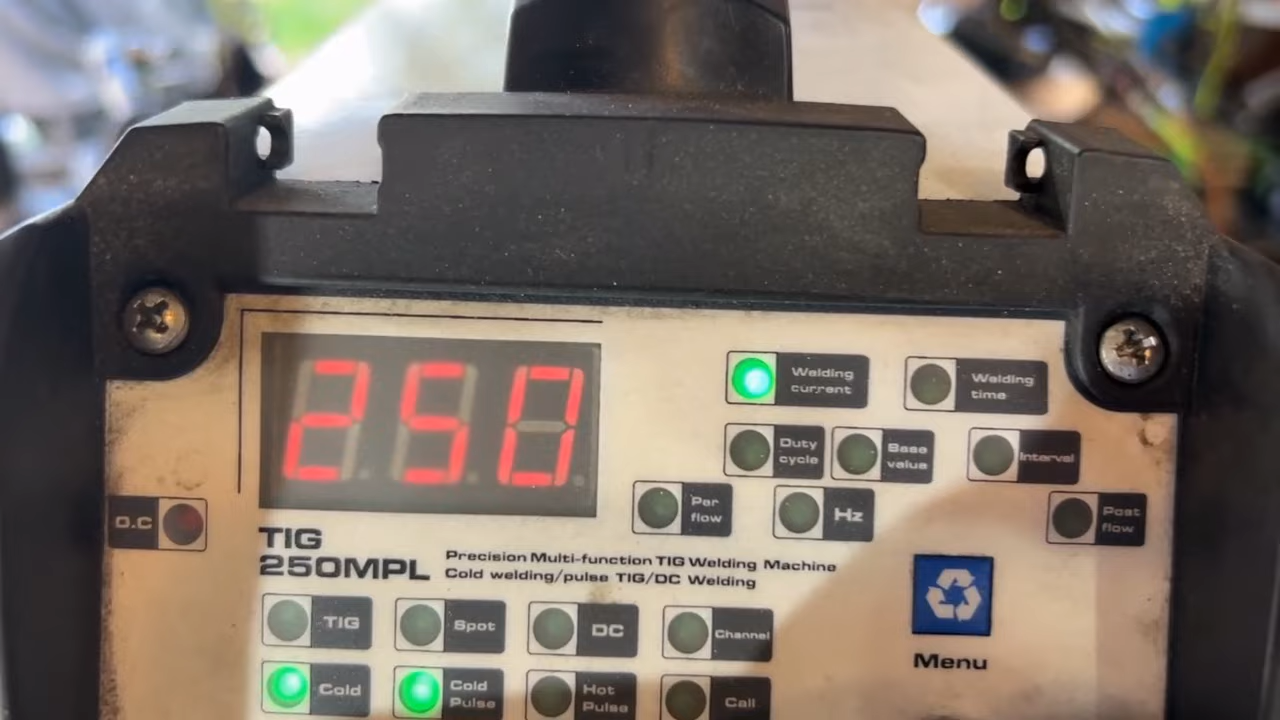 250
Welding
current
Welding
time
Duty
cycle
Base
value
Interval
Per
flow
Hz
Post
flow
O.C
TIG
250MPL
Precision Multi-function TIG Welding Machine
Cold welding/pulse TIG/DC Welding
TIG
Spot
DC
Channel
Menu
Cold
Cold
Pulse
Hot
Pulse
Call